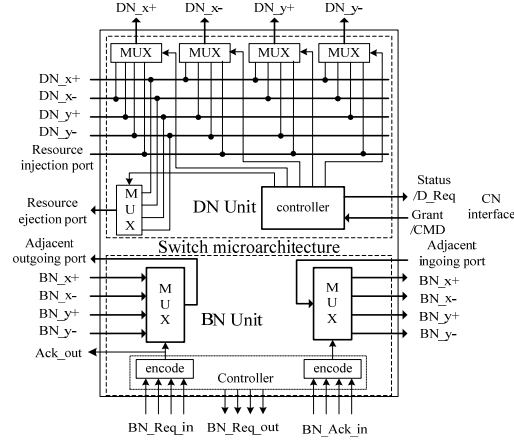 DN_x+ DN_x- DN_y+ DN_y-
MUX MUX MUX MUX
DN_x+
DN_x-
DN_y+
DN_y-
Resource
injection port
Resource
ejection port
M
U
X
DN Unit
controller
Status
/D_Req
Grant
/CMD
CN
interface
Switch microarchitecture
Adjacent
outgoing port
Adjacent
ingoing port
BN_x+
BN_x-
BN_y+
BN_y-
M
U
X
BN Unit
M
U
X
BN_x+
BN_x-
BN_y+
BN_y-
Ack_out
encode
Controller
encode
BN_Req_in BN_Req_out BN_Ack_in